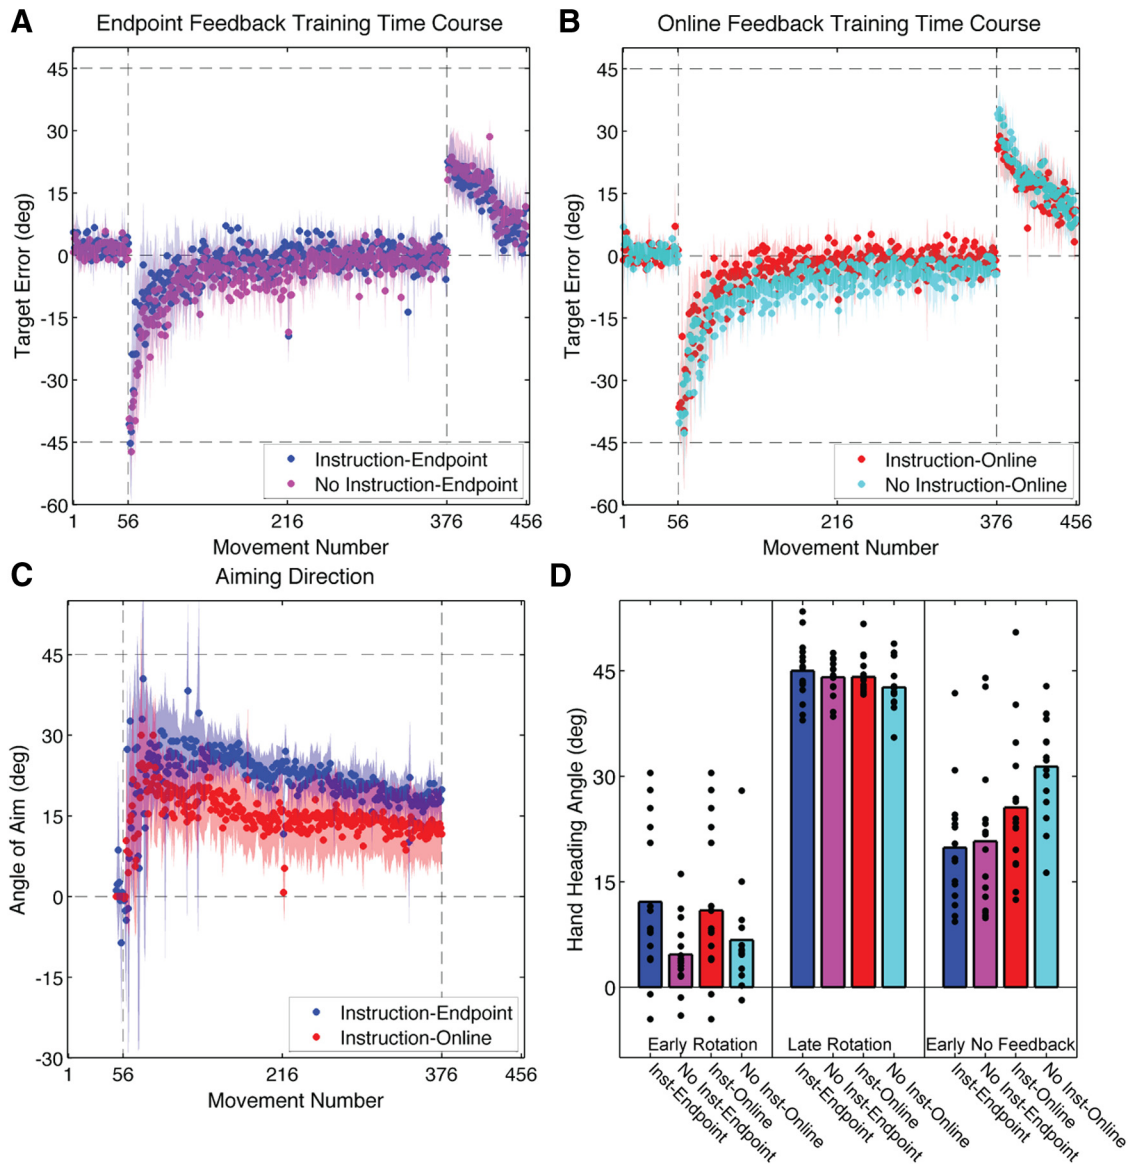 A
Endpoint Feedback Training Time Course
45
30
15
0
-15
-30
-45
-60
Target Error (deg)
Instruction-Endpoint
No Instruction-Endpoint
1 56 216 376 456
Movement Number
B
Online Feedback Training Time Course
45
30
15
0
-15
-30
-45
-60
Target Error (deg)
Instruction-Online
No Instruction-Online
1 56 216 376 456
Movement Number
C
Aiming Direction
45
30
15
0
-15
-30
Angle of Aim (deg)
Instruction-Endpoint
Instruction-Online
1 56 216 376 456
Movement Number
D
45
30
15
0
Hand Heading Angle (deg)
Early Rotation Late Rotation Early No Feedback
Inst-Endpoint
No Inst-Endpoint
Inst-Online
No Inst-Online
Inst-Endpoint
No Inst-Endpoint
Inst-Online
No Inst-Online
Inst-Endpoint
No Inst-Endpoint
Inst-Online
No Inst-Online